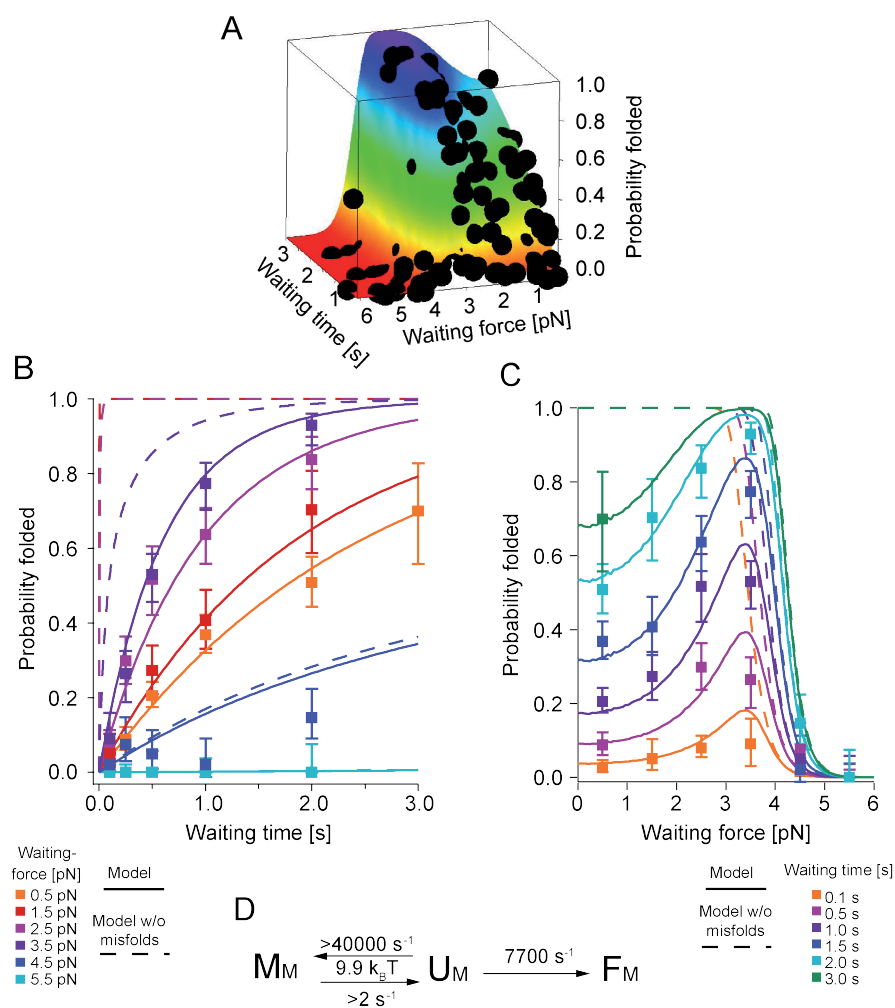 A
1.0
0.8
0.6
0.4
0.2
0.0
Probability folded
3
2
1
Waiting time [s]
6
5
4
3
2
1
Waiting force [pN]
B
1.0
0.8
0.6
0.4
0.2
0.0
Probability folded
0.0
1.0
2.0
3.0
Waiting time [s]
C
1.0
0.8
0.6
0.4
0.2
0.0
Probability folded
0
1
2
3
4
5
6
Waiting force [pN]
Waiting-
force [pN]
0.5 pN
1.5 pN
2.5 pN
3.5 pN
4.5 pN
5.5 pN
Model
Model w/o
misfolds
D
MM
>40000 s-1
9.9 kBT
>2 s-1
UM
7700 s-1
FM
Model
Model w/o
misfolds
Waiting time [s]
0.1 s
0.5 s
1.0 s
1.5 s
2.0 s
3.0 s